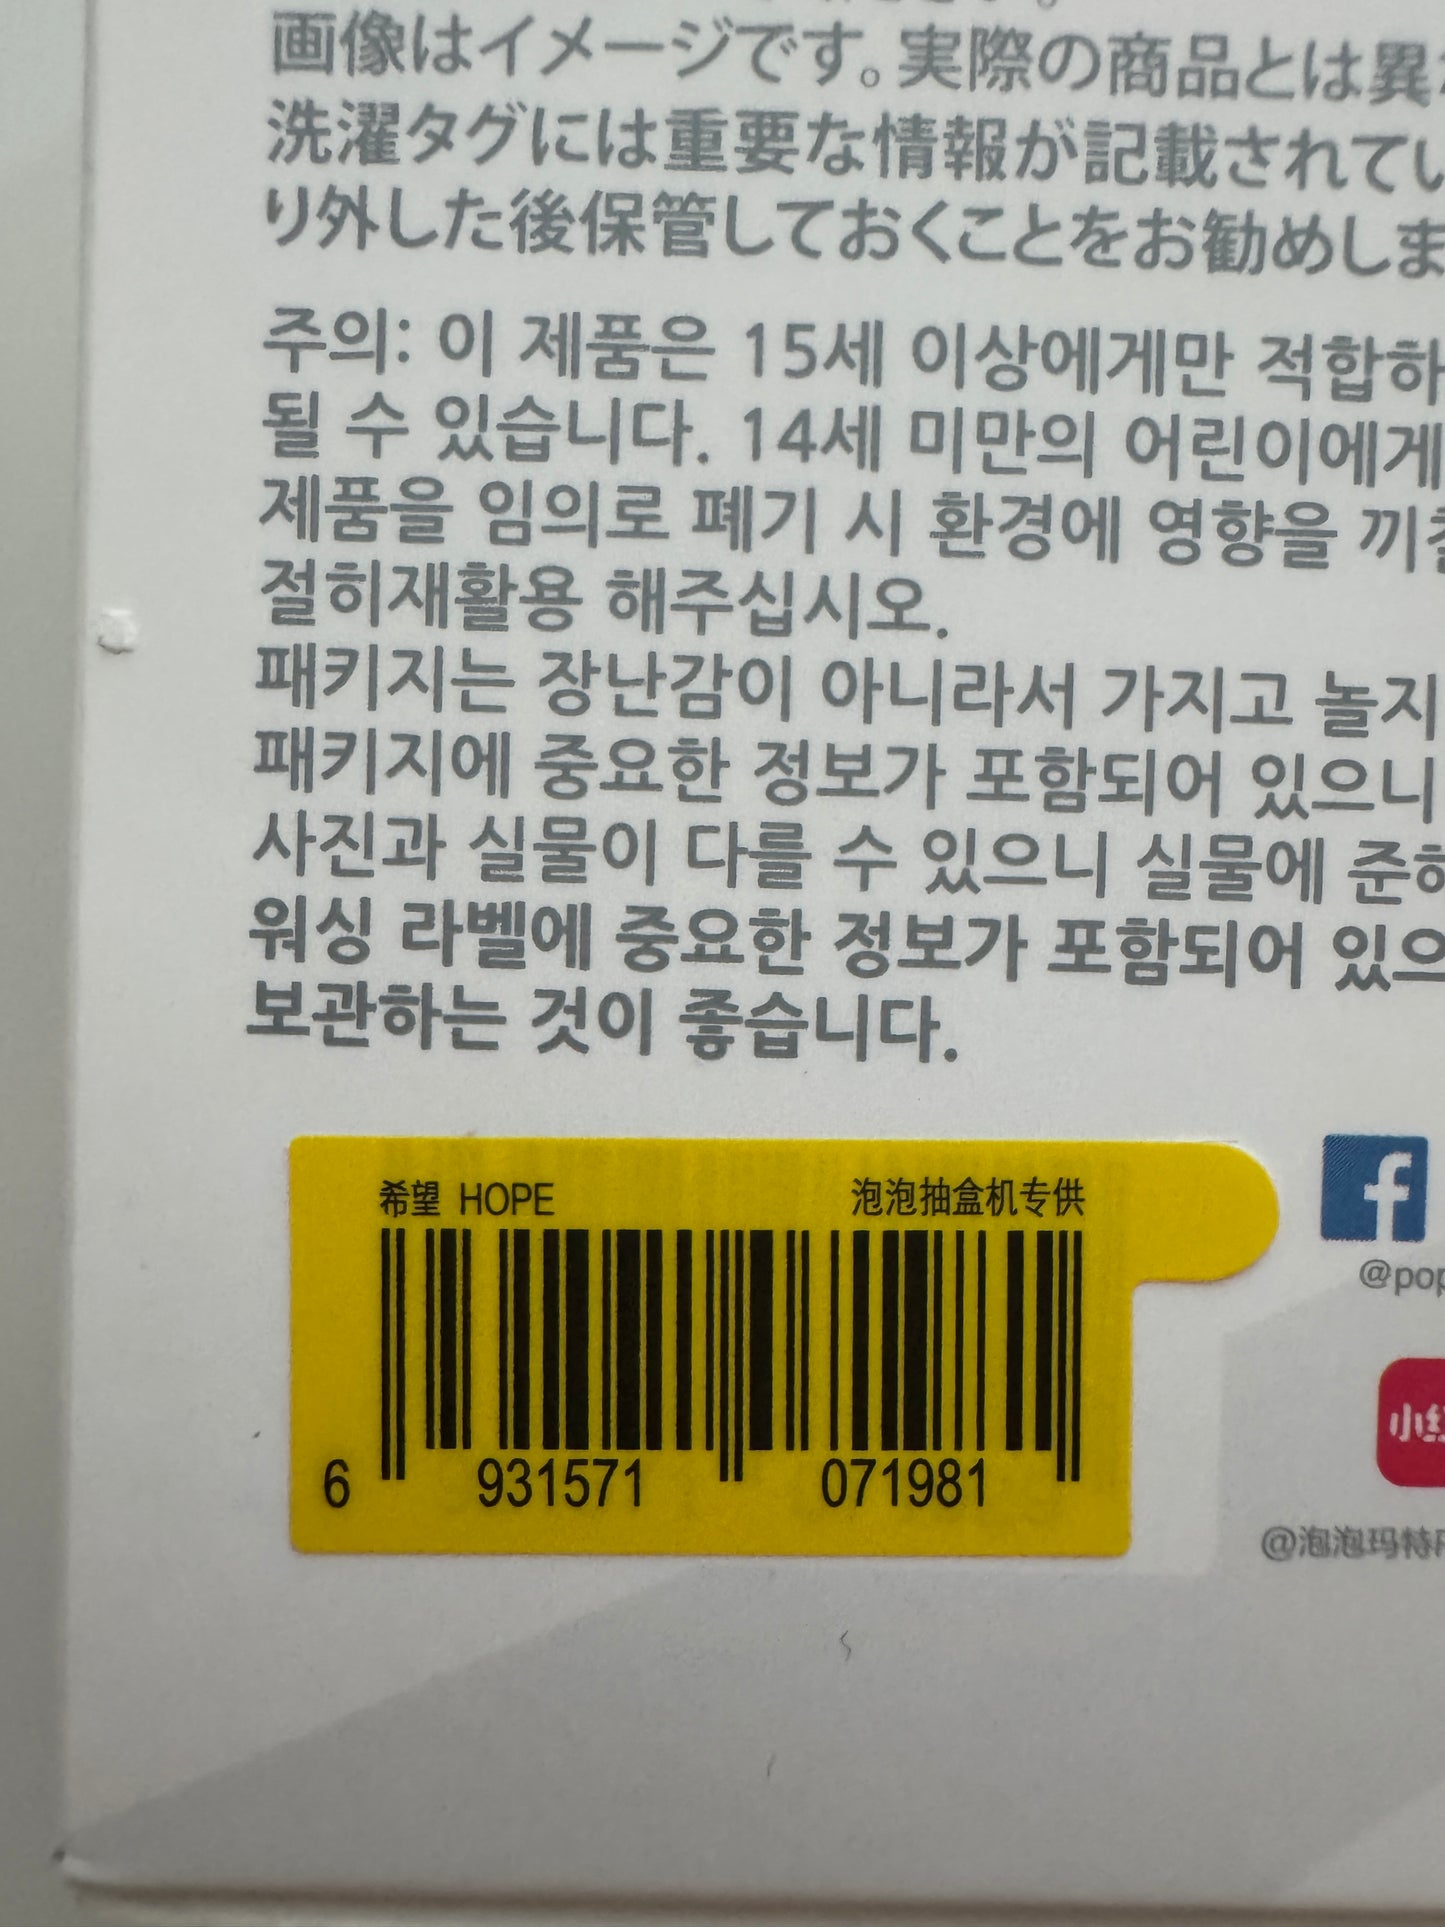 画像はイメージです。実際の商品とは異
洗濯タグには重要な情報が記載されてい
り外した後保管しておくことをお勧めしま
주의: 이 제품은 15세 이상에게만 적합하
될 수 있습니다. 14세 미만의 어린이에게
제품을 임의로 폐기 시 환경에 영향을 끼칠
절히재활용 해주십시오.
패키지는 장난감이 아니라서 가지고 놀지
패키지에 중요한 정보가 포함되어 있으니
사진과 실물이 다를 수 있으니 실물에 준하
워싱 라벨에 중요한 정보가 포함되어 있으
보관하는 것이 좋습니다.
希望 HOPE 泡泡抽盒机专供
6 931571 071981
f
@pop
小红
@泡泡玛特P